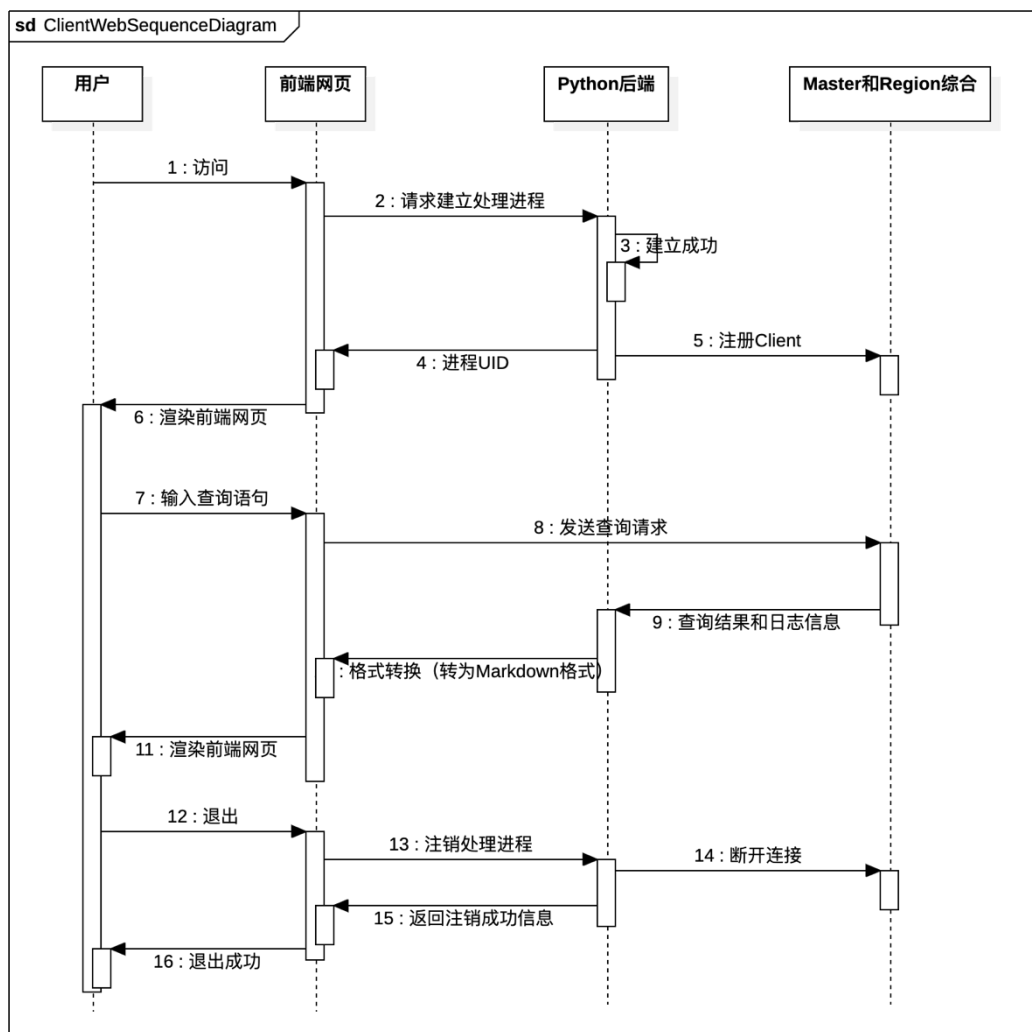 sd ClientWebSequenceDiagram
用户
前端网页
Python后端
Master和Region综合
1 : 访问
2 : 请求建立处理进程
3 : 建立成功
5 : 注册Client
4 : 进程UID
6 : 渲染前端网页
7 : 输入查询语句
8 : 发送查询请求
9 : 查询结果和日志信息
: 格式转换（转为Markdown格式）
11 : 渲染前端网页
12 : 退出
13 : 注销处理进程
14 : 断开连接
15 : 返回注销成功信息
16 : 退出成功